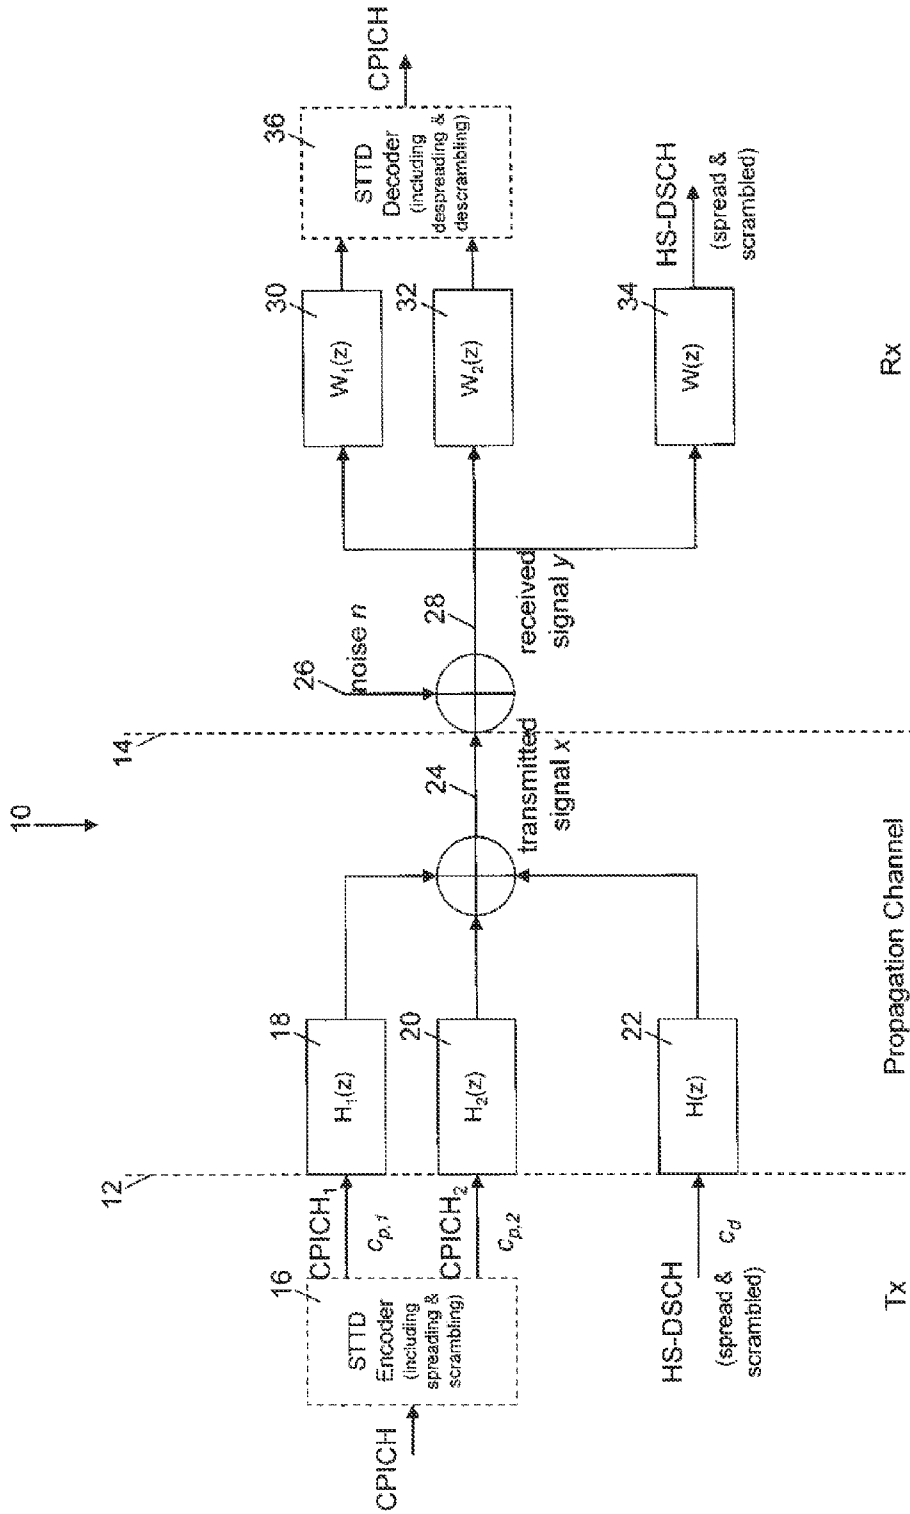 10
12
14
CPICH
16
STTD
Encoder
(including
spreading &
scrambling)
CPICH1
cp,1
CPICH2
cp,2
HS-DSCH
(spread &
scrambled)
cd
18
H1(z)
20
H2(z)
22
H(z)
24
transmitted
signal x
26
noise n
28
received
signal y
30
W1(z)
32
W2(z)
34
W(z)
36
STTD
Decoder
(including
despreading &
descrambling)
CPICH
HS-DSCH
(spread &
scrambled)
Tx
Propagation Channel
Rx